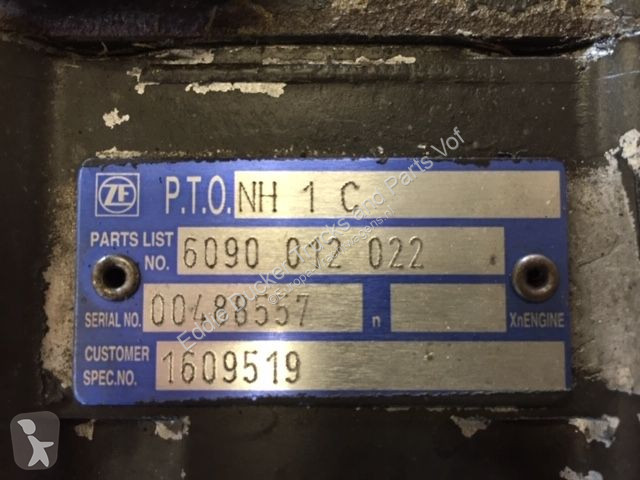 ZF P.T.O. NH 1 C
PARTS LIST NO. 6090 012 022
SERIAL NO. 00488557 n XnENGINE
CUSTOMER SPEC.NO. 1609519